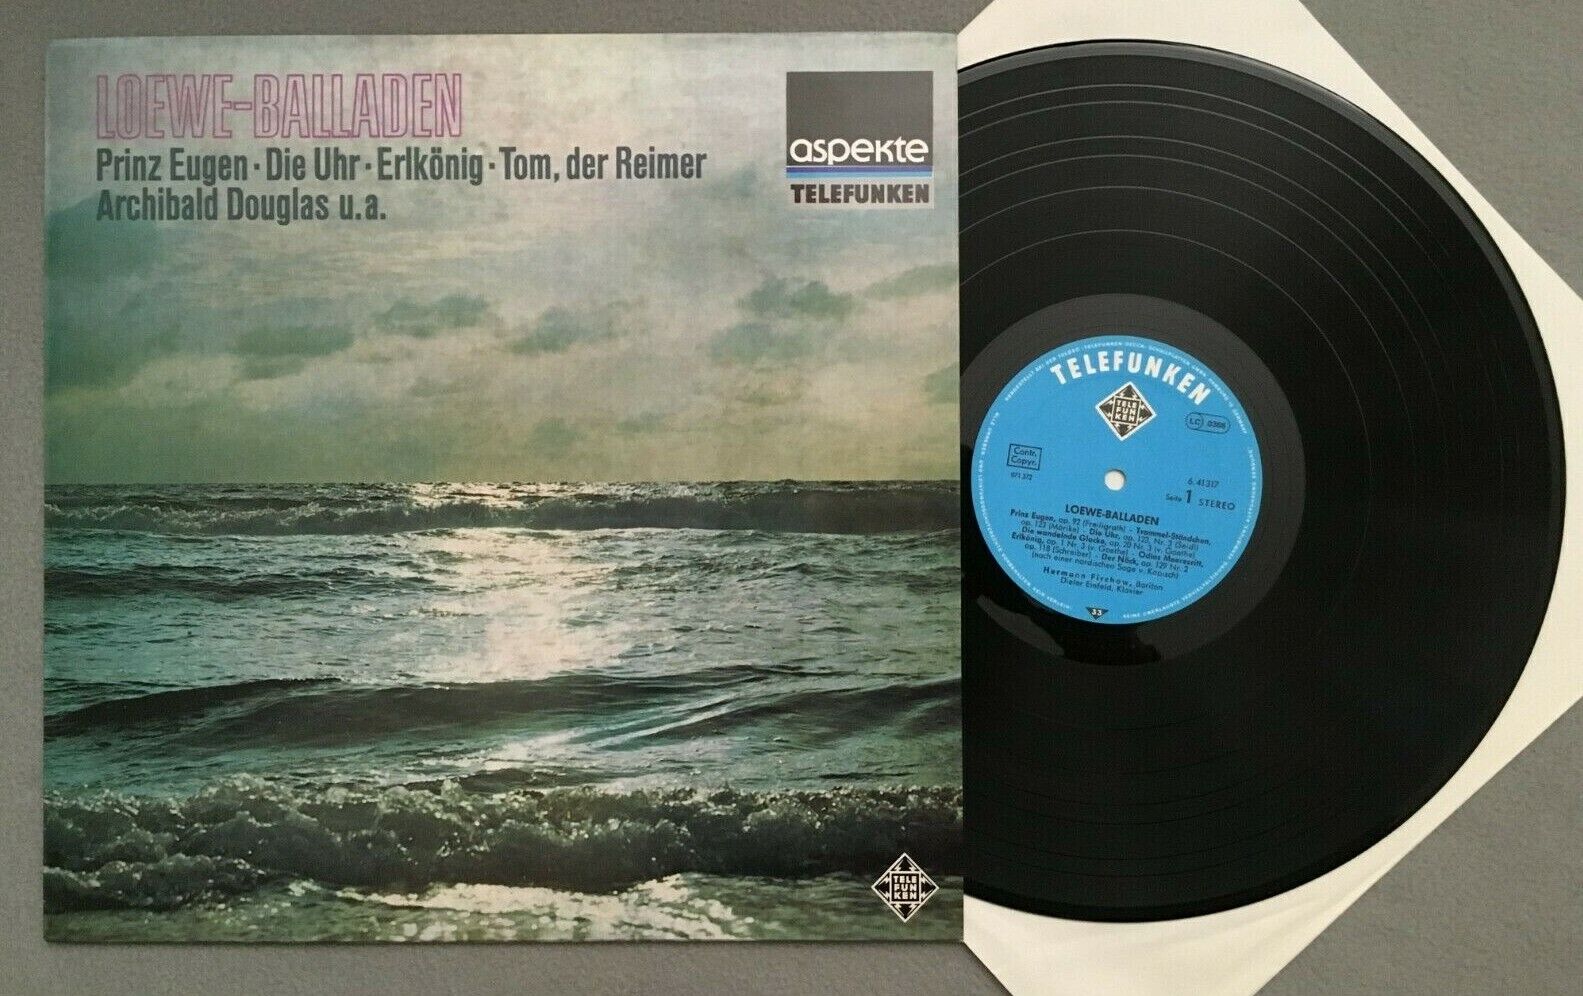 LOEWE-BALLADEN
Prinz Eugen · Die Uhr · Erlkönig · Tom, der Reimer
Archibald Douglas u.a.
aspekte
TELEFUNKEN
TELE
FUN
KEN
TELEFUNKEN
TELE
FUN
KEN
LC 0366
Contr.
Copyr.
071372
6.41317
Seite 1 STEREO
LOEWE-BALLADEN
Prinz Eugen, op. 92 (Freiligrath) - Trommel-Ständchen,
op. 123 (Mörike) - Die Uhr, op. 123, Nr. 3 (Seidl)
Die wandelnde Glocke, op. 20 Nr. 3 (v. Goethe)
Erlkönig, op. 1 Nr. 3 (v. Goethe) - Odins Meeresritt,
op. 118 (Schreiber) - Der Nöck, op. 129 Nr. 2
(nach einer nordischen Sage v. Kopisch)
Hermann Firchow, Bariton
Dieter Einfeld, Klavier
33